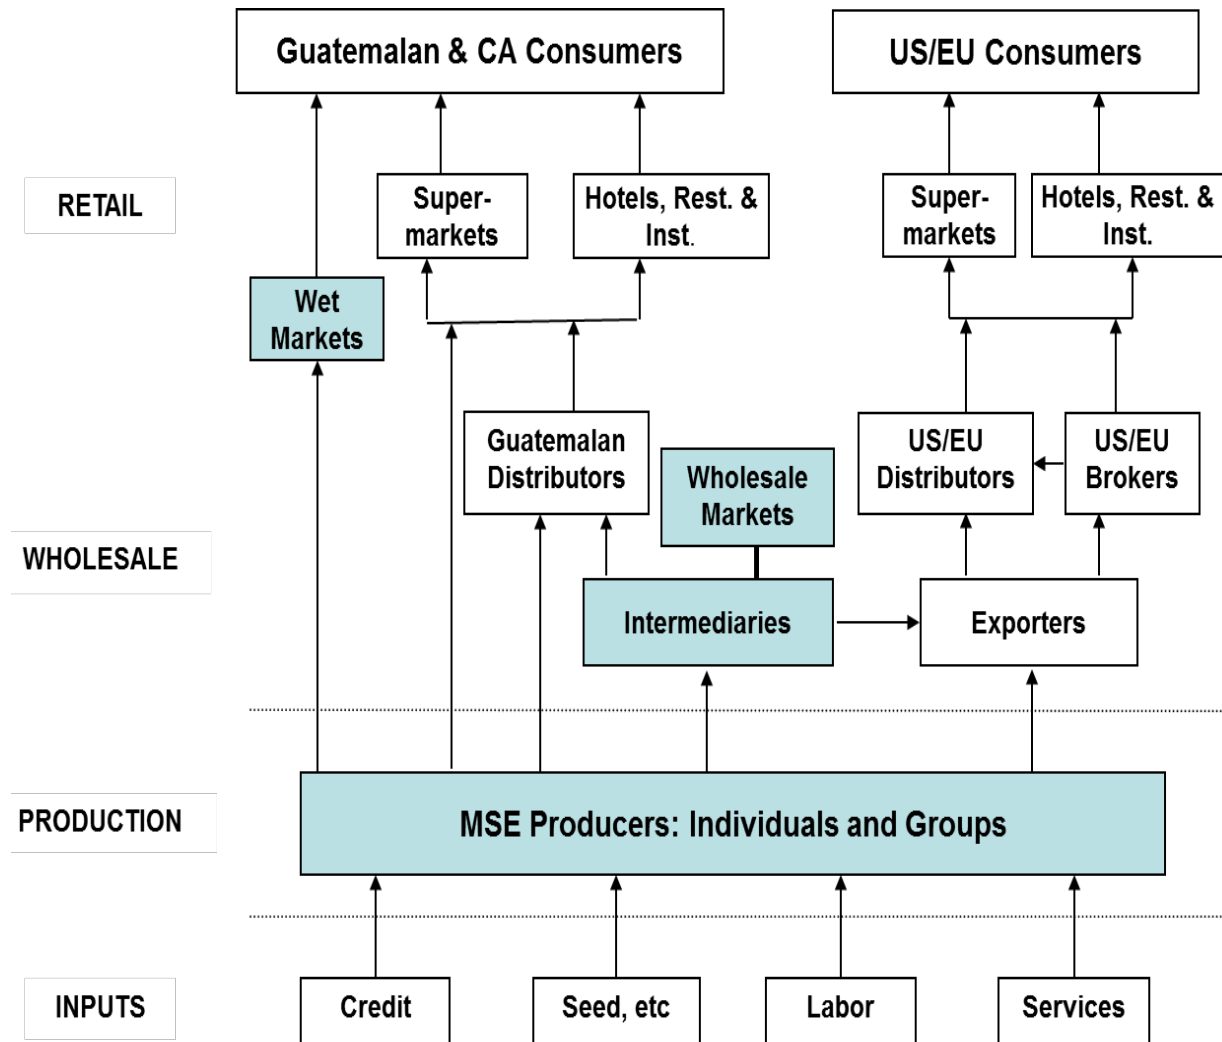 Guatemalan & CA Consumers
US/EU Consumers
RETAIL
Super-
markets
Hotels, Rest. &
Inst.
Super-
markets
Hotels, Rest. &
Inst.
Wet
Markets
Guatemalan
Distributors
Wholesale
Markets
US/EU
Distributors
US/EU
Brokers
WHOLESALE
Intermediaries
Exporters
PRODUCTION
MSE Producers: Individuals and Groups
INPUTS
Credit
Seed, etc
Labor
Services